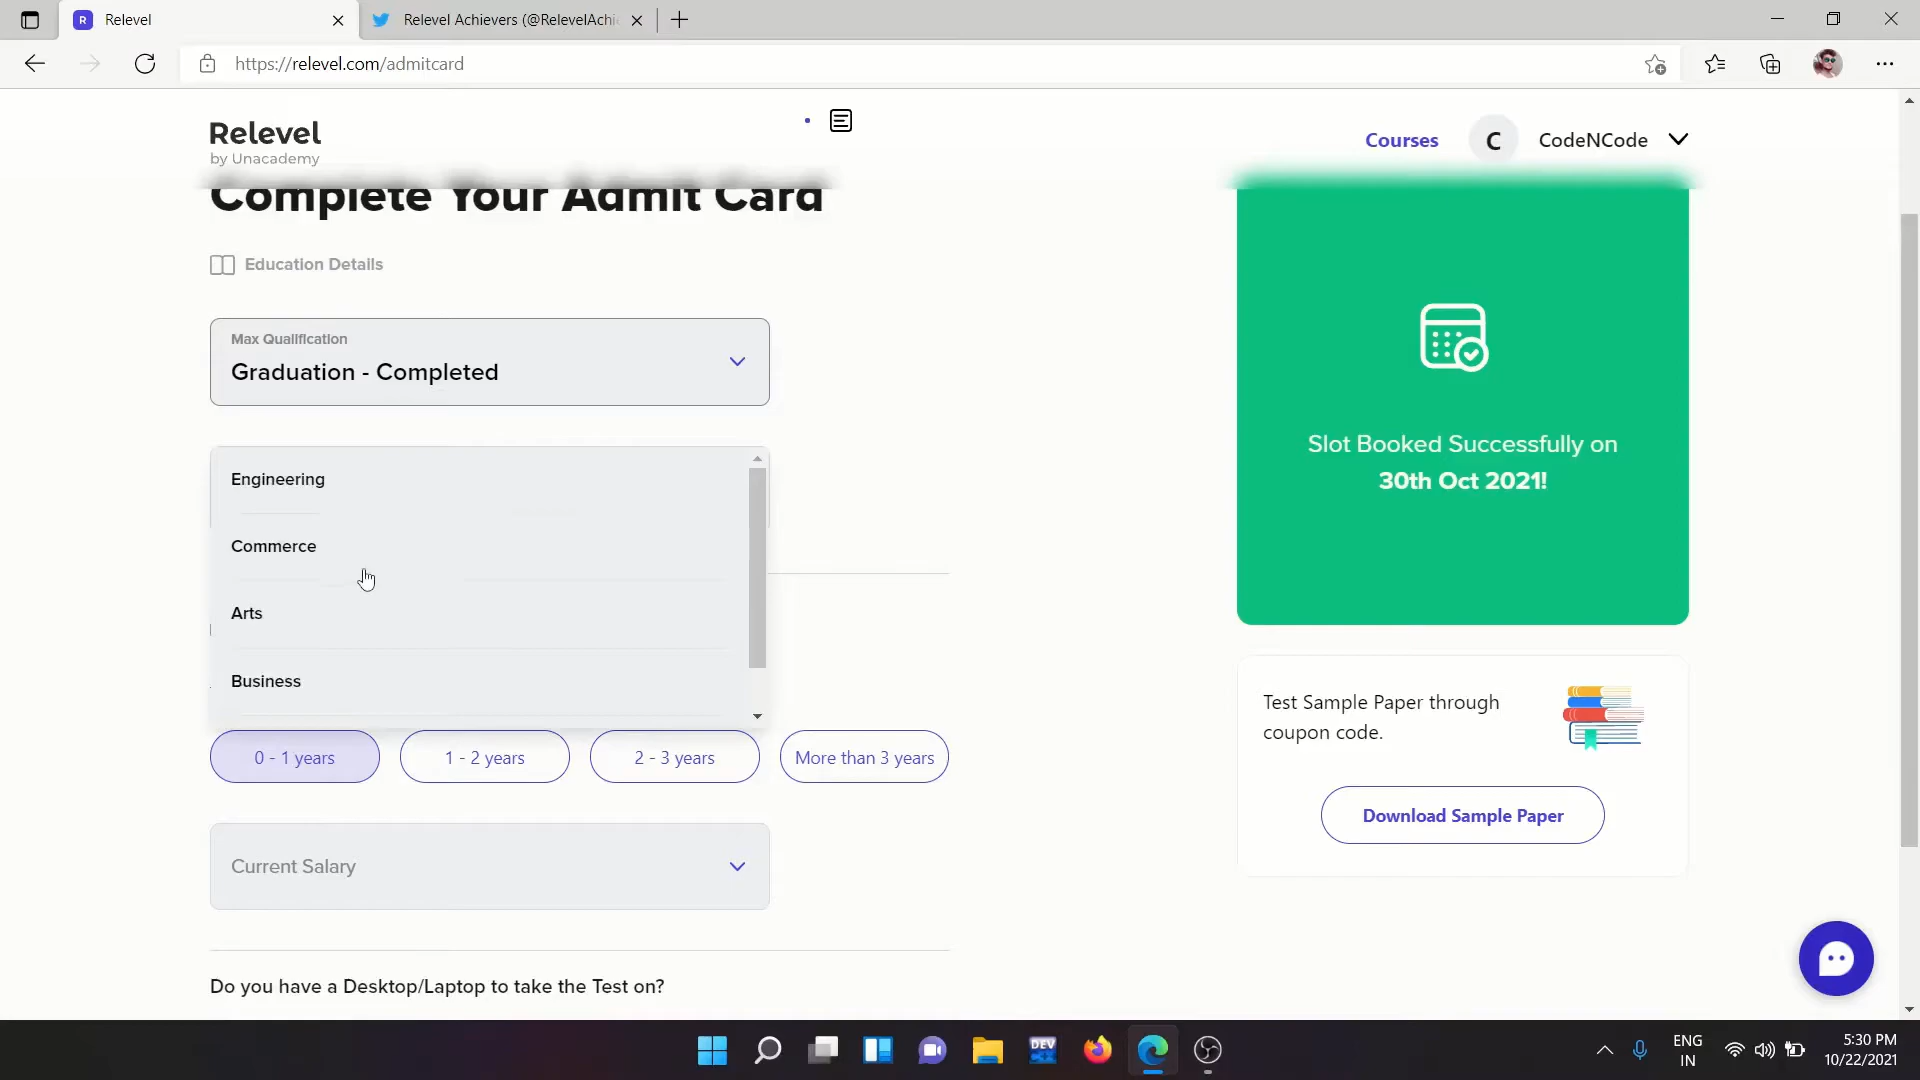 Relevel
Relevel Achievers (@RelevelAchi
https://relevel.com/admitcard
Relevel
by Unacademy
Courses
C
CodeNCode
Complete Your Admit Card
Education Details
Max Qualification
Graduation - Completed
Engineering
Commerce
Arts
Business
0 - 1 years
1 - 2 years
2 - 3 years
More than 3 years
Current Salary
Do you have a Desktop/Laptop to take the Test on?
Slot Booked Successfully on
30th Oct 2021!
Test Sample Paper through
coupon code.
Download Sample Paper
DEV
ENG
IN
5:30 PM
10/22/2021